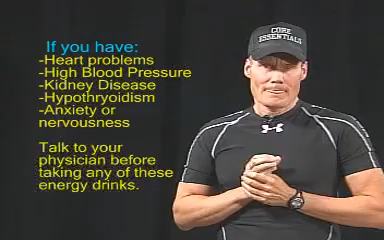 If you have:
-Heart problems
-High Blood Pressure
-Kidney Disease
-Hypothryoidism
-Anxiety or
nervousness
Talk to your
physician before
taking any of these
energy drinks.
CORE
ESSENTIALS